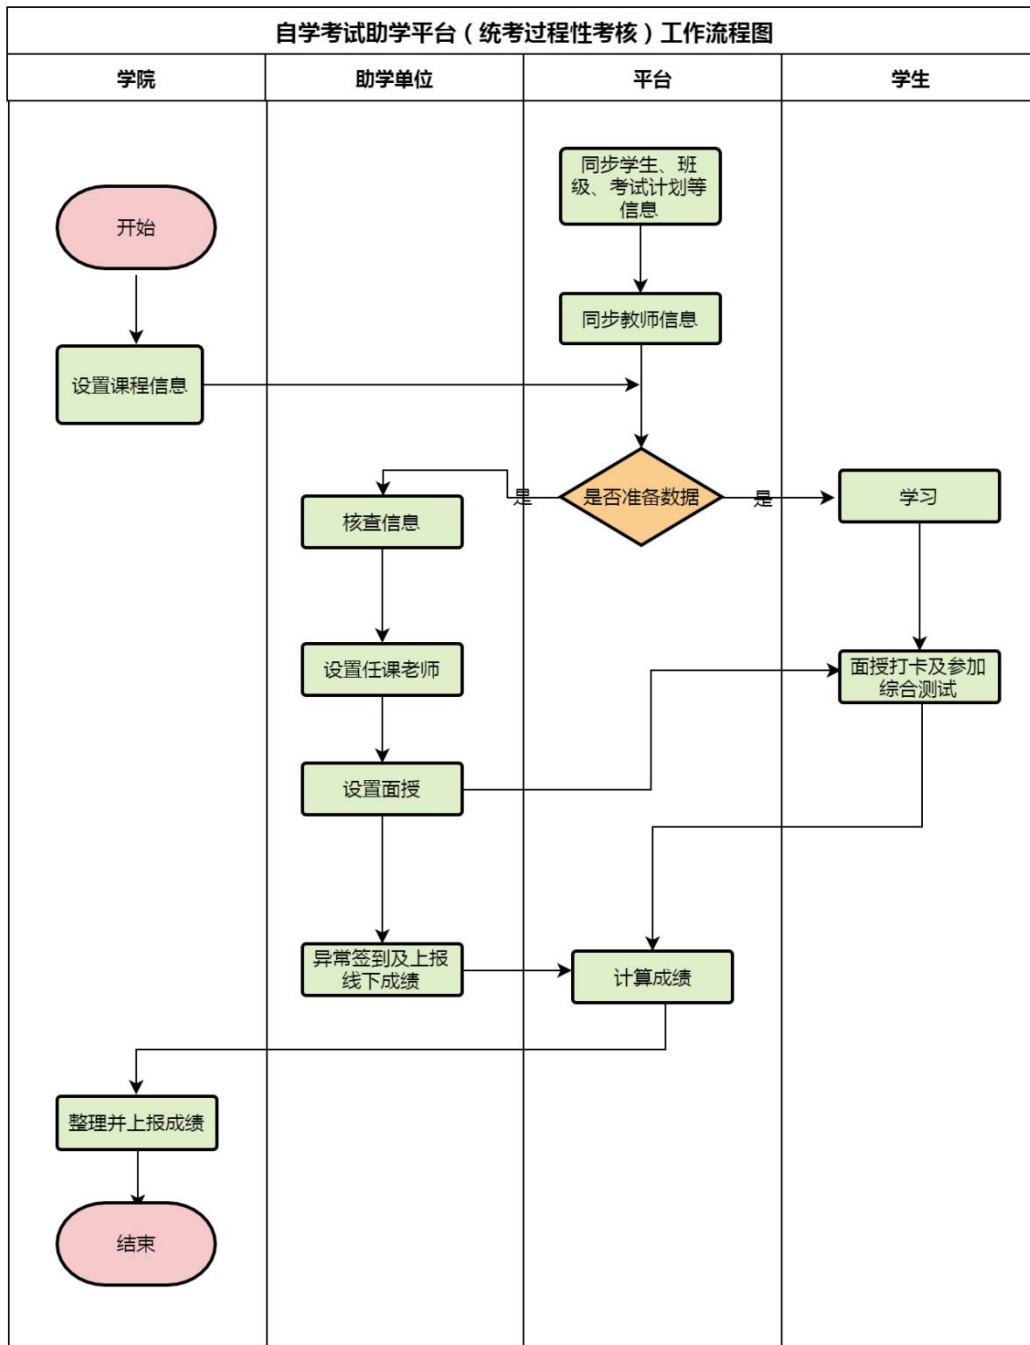 自学考试助学平台（统考过程性考核）工作流程图
学院
助学单位
平台
学生
同步学生、班
级、考试计划等
信息
开始
同步教师信息
设置课程信息
是否准备数据
是
是
学习
核查信息
设置任课老师
面授打卡及参加
综合测试
设置面授
异常签到及上报
线下成绩
计算成绩
整理并上报成绩
结束